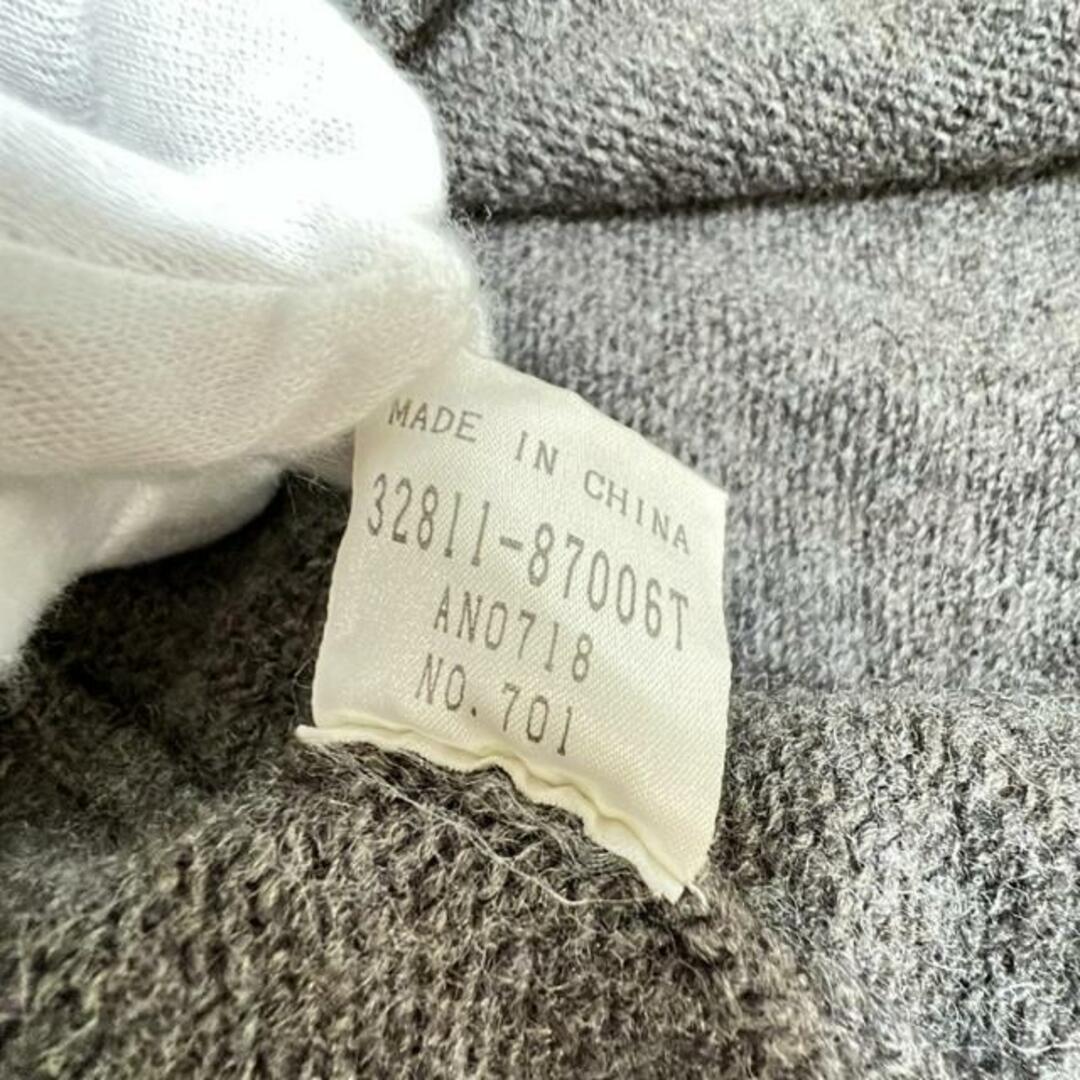 MADE IN CHINA
32811-87006T
AN0718
NO.701